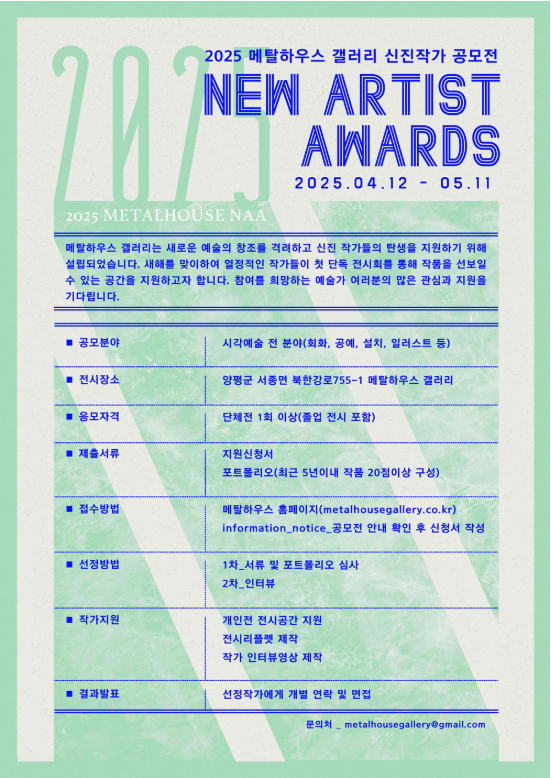 2025
2025 메탈하우스 갤러리 신진작가 공모전
NEW ARTIST
AWARDS
2025.04.12 - 05.11
2025 METALHOUSE NAA
메탈하우스 갤러리는 새로운 예술의 창조를 격려하고 신진 작가들의 탄생을 지원하기 위해
설립되었습니다. 새해를 맞이하여 열정적인 작가들이 첫 단독 전시회를 통해 작품을 선보일
수 있는 공간을 지원하고자 합니다. 참여를 희망하는 예술가 여러분의 많은 관심과 지원을
기다립니다.
■ 공모분야 시각예술 전 분야(회화, 공예, 설치, 일러스트 등)
■ 전시장소 양평군 서종면 북한강로755-1 메탈하우스 갤러리
■ 응모자격 단체전 1회 이상(졸업 전시 포함)
■ 제출서류 지원신청서
포트폴리오(최근 5년이내 작품 20점이상 구성)
■ 접수방법 메탈하우스 홈페이지(metalhousegallery.co.kr)
information_notice_공모전 안내 확인 후 신청서 작성
■ 선정방법 1차_서류 및 포트폴리오 심사
2차_인터뷰
■ 작가지원 개인전 전시공간 지원
전시리플렛 제작
작가 인터뷰영상 제작
■ 결과발표 선정작가에게 개별 연락 및 면접
문의처 _ metalhousegallery@gmail.com